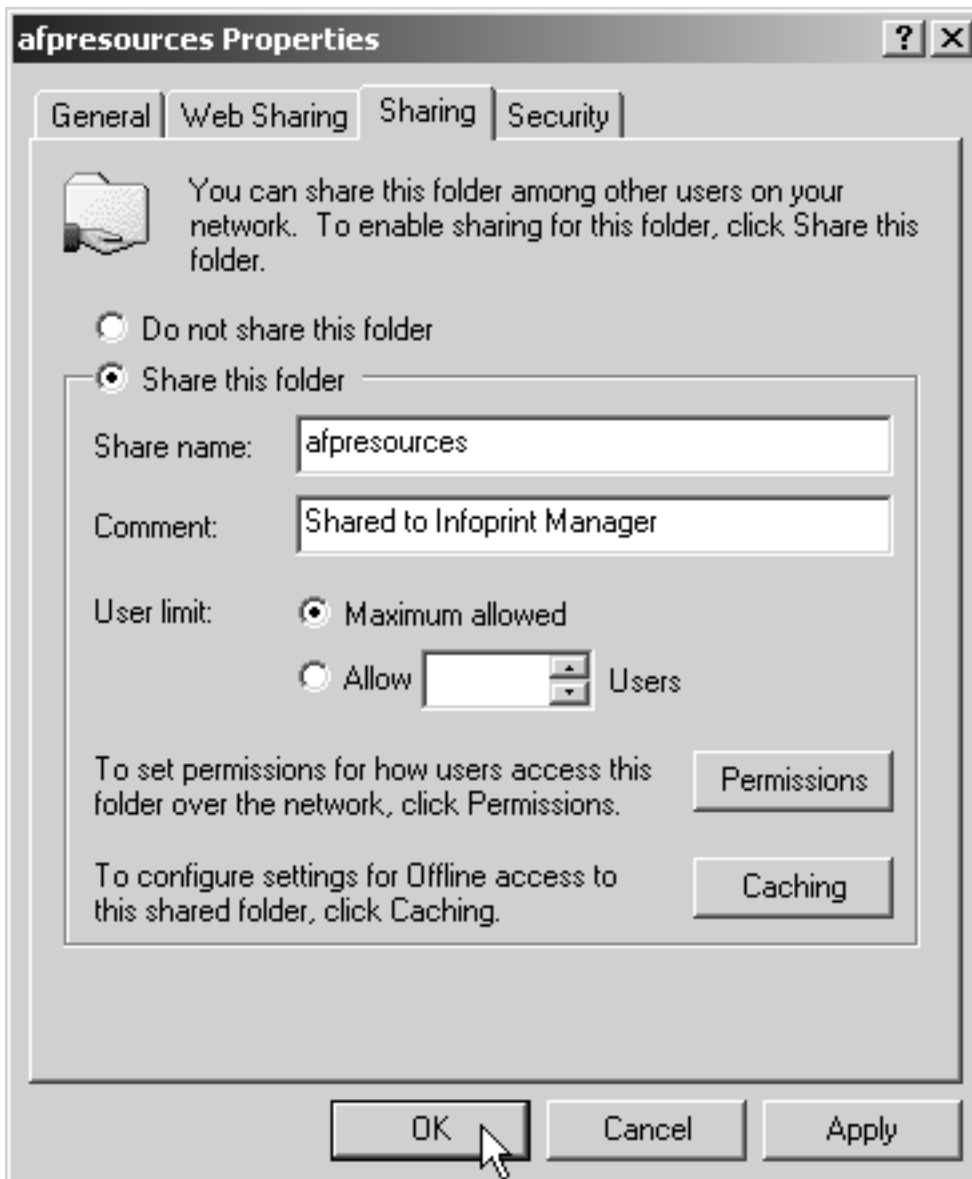 afpresources Properties
General Web Sharing Sharing Security
You can share this folder among other users on your
network. To enable sharing for this folder, click Share this
folder.
Do not share this folder
Share this folder
Share name: afpresources
Comment: Shared to Infoprint Manager
User limit: Maximum allowed
Allow Users
To set permissions for how users access this
folder over the network, click Permissions.
Permissions
To configure settings for Offline access to
this shared folder, click Caching.
Caching
OK Cancel Apply